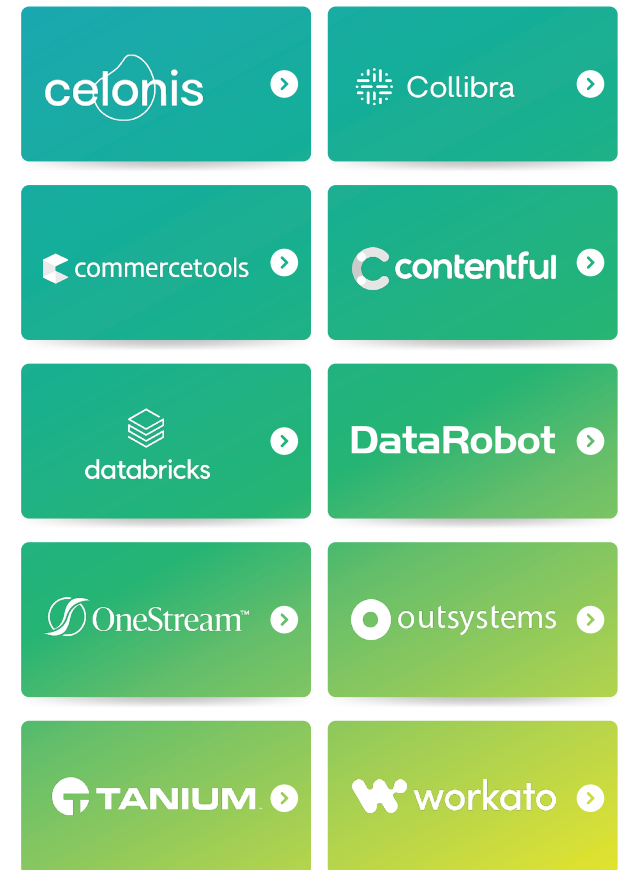 celonis
Collibra
commercetools
contentful
databricks
DataRobot
OneStream™
outsystems
TANIUM
workato